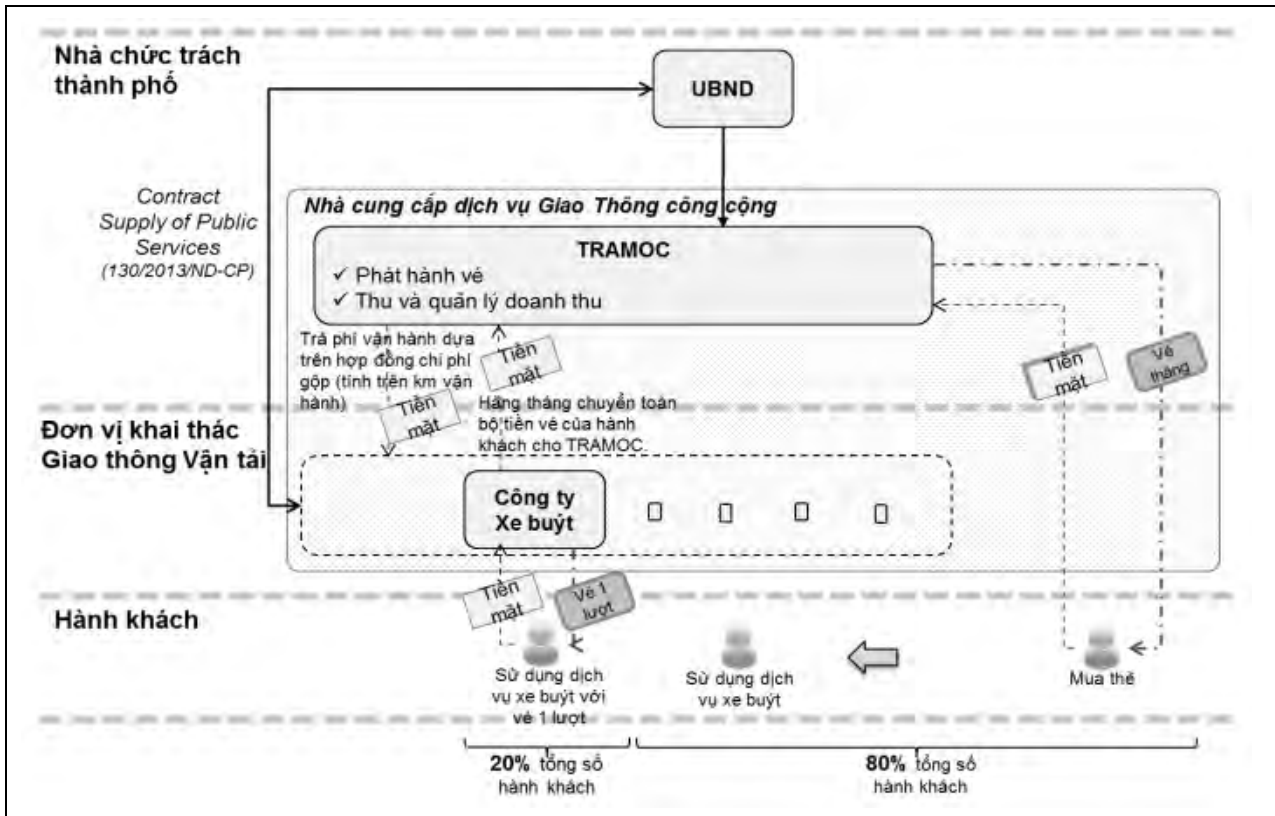 Nhà chức trách
thành phố
UBND
Contract
Supply of Public
Services
(130/2013/ND-CP)
Nhà cung cấp dịch vụ Giao Thông công cộng
TRAMOC
✓ Phát hành vé
✓ Thu và quản lý doanh thu
Trả phí vận hành dựa
trên hợp đồng chi phí
gộp (tính trên km vận
hành)
Tiền
mặt
Tiền
mặt
Hàng tháng chuyển toàn
bộ tiền vé của hành
khách cho TRAMOC.
Tiền
mặt
Vé
tháng
Đơn vị khai thác
Giao thông Vận tải
Công ty
Xe buýt
Tiền
mặt
Vé 1
lượt
Hành khách
Sử dụng dịch
vụ xe buýt với
vé 1 lượt
Sử dụng dịch
vụ xe buýt
Mua thẻ
20% tổng số
hành khách
80% tổng số
hành khách